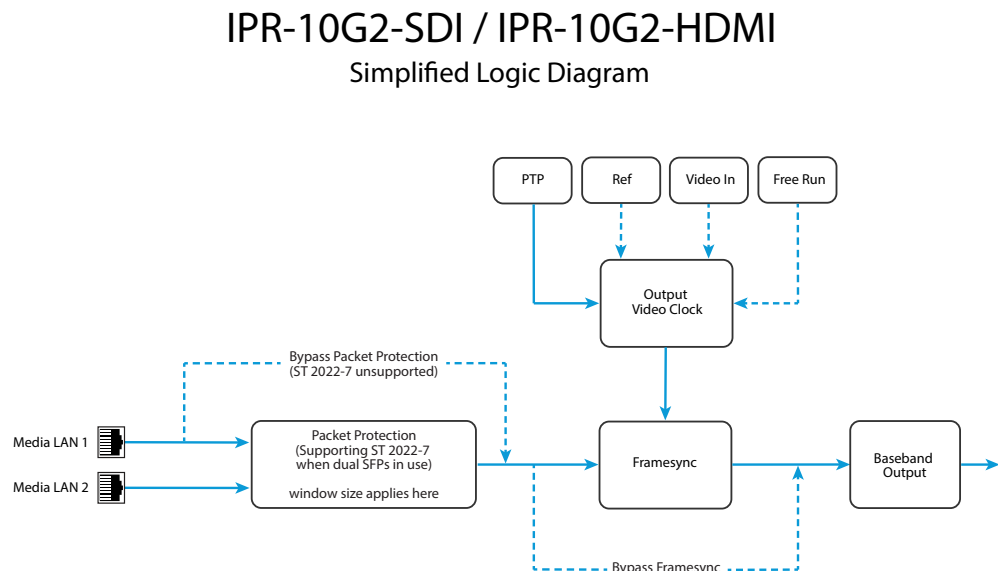 IPR-10G2-SDI / IPR-10G2-HDMI
Simplified Logic Diagram
PTP
Ref
Video In
Free Run
Output
Video Clock
Bypass Packet Protection
(ST 2022-7 unsupported)
Media LAN 1
Media LAN 2
Packet Protection
(Supporting ST 2022-7
when dual SFPs in use)
window size applies here
Framesync
Baseband
Output
Bypass Framesync